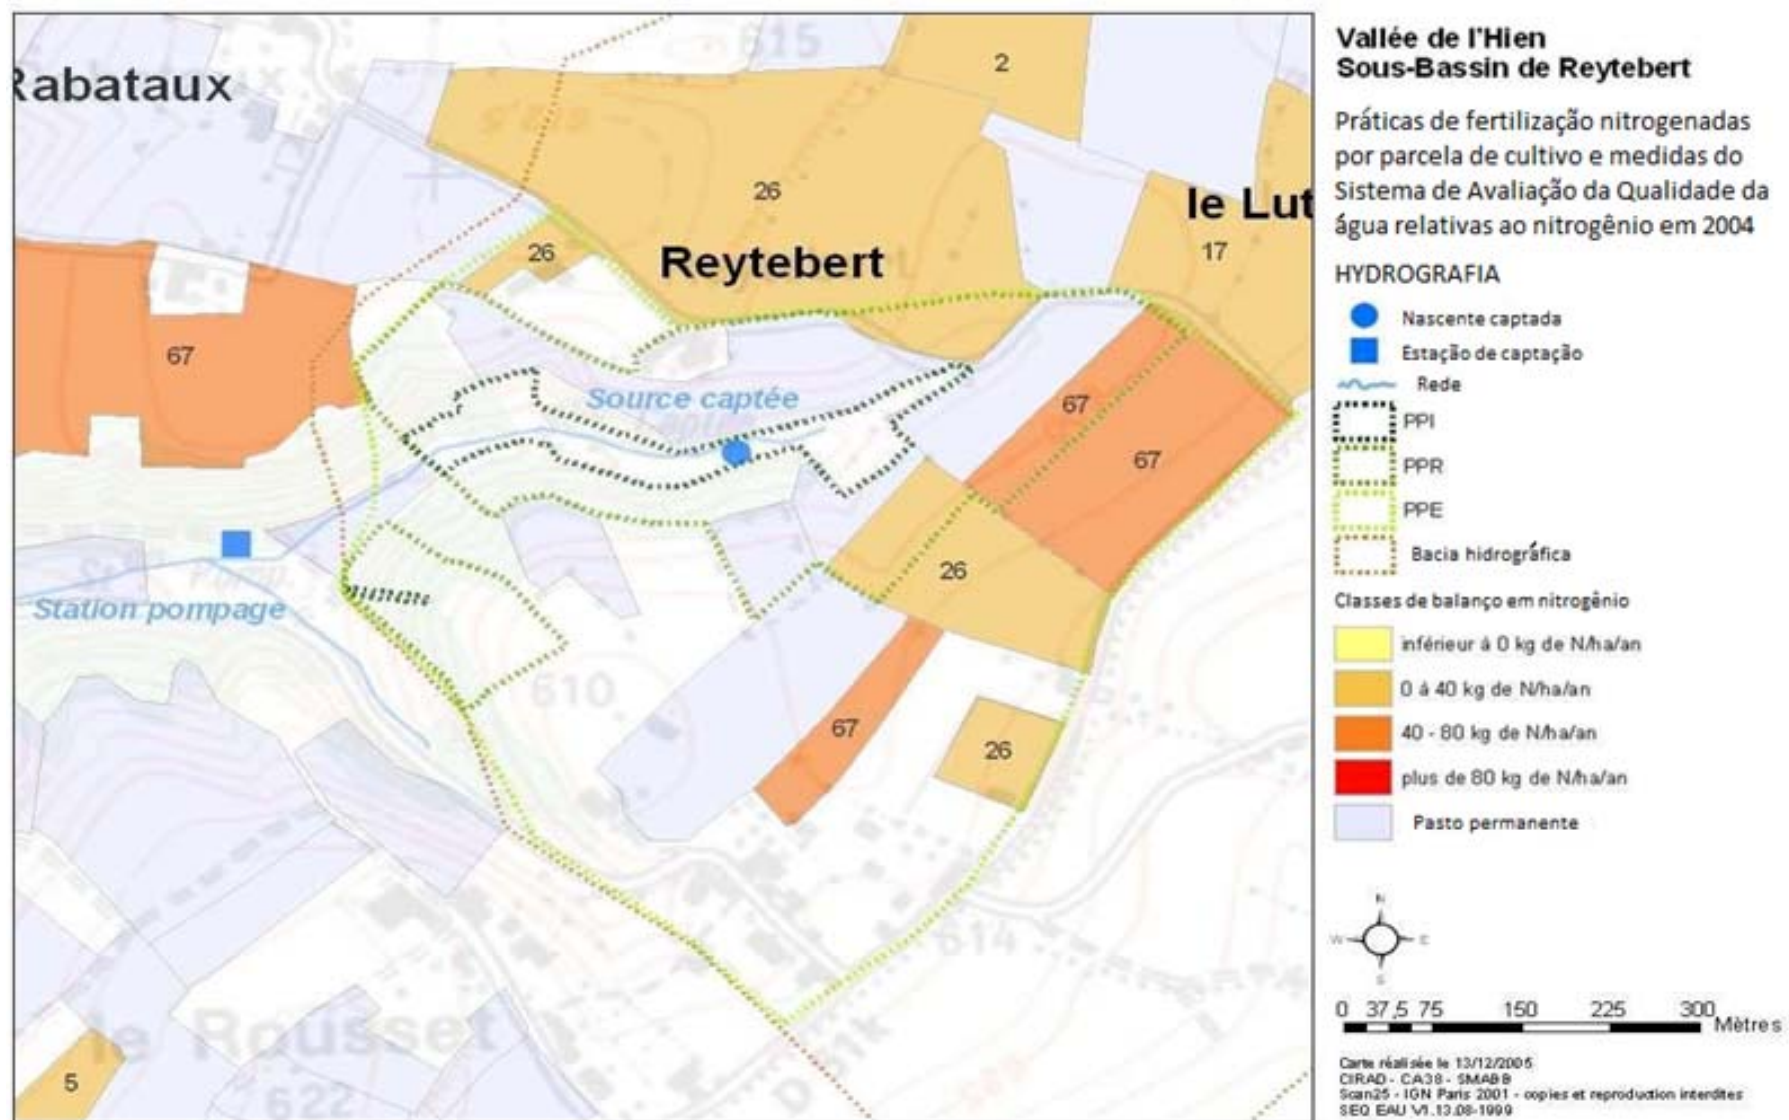 Rabataux
615
2
26
le Lut
17
26
Reytebert
67
67
Source captée
67
26
Station pompage
610
67
26
614
le Rousset
622
5
Vallée de l'Hien
Sous-Bassin de Reytebert
Práticas de fertilização nitrogenadas
por parcela de cultivo e medidas do
Sistema de Avaliação da Qualidade da
água relativas ao nitrogênio em 2004
HYDROGRAFIA
Nascente captada
Estação de captação
Rede
PPI
PPR
PPE
Bacia hidrográfica
Classes de balanço em nitrogênio
inférieur à 0 kg de N/ha/an
0 à 40 kg de N/ha/an
40 - 80 kg de N/ha/an
plus de 80 kg de N/ha/an
Pasto permanente
N
W E
S
0 37,5 75 150 225 300
Mètres
Carte réalisée le 13/12/2005
CIRAD - CA38 - SMABB
Scan25 - IGN Paris 2001 - copies et reproduction interdites
SEQ EAU V1.13.08-1999